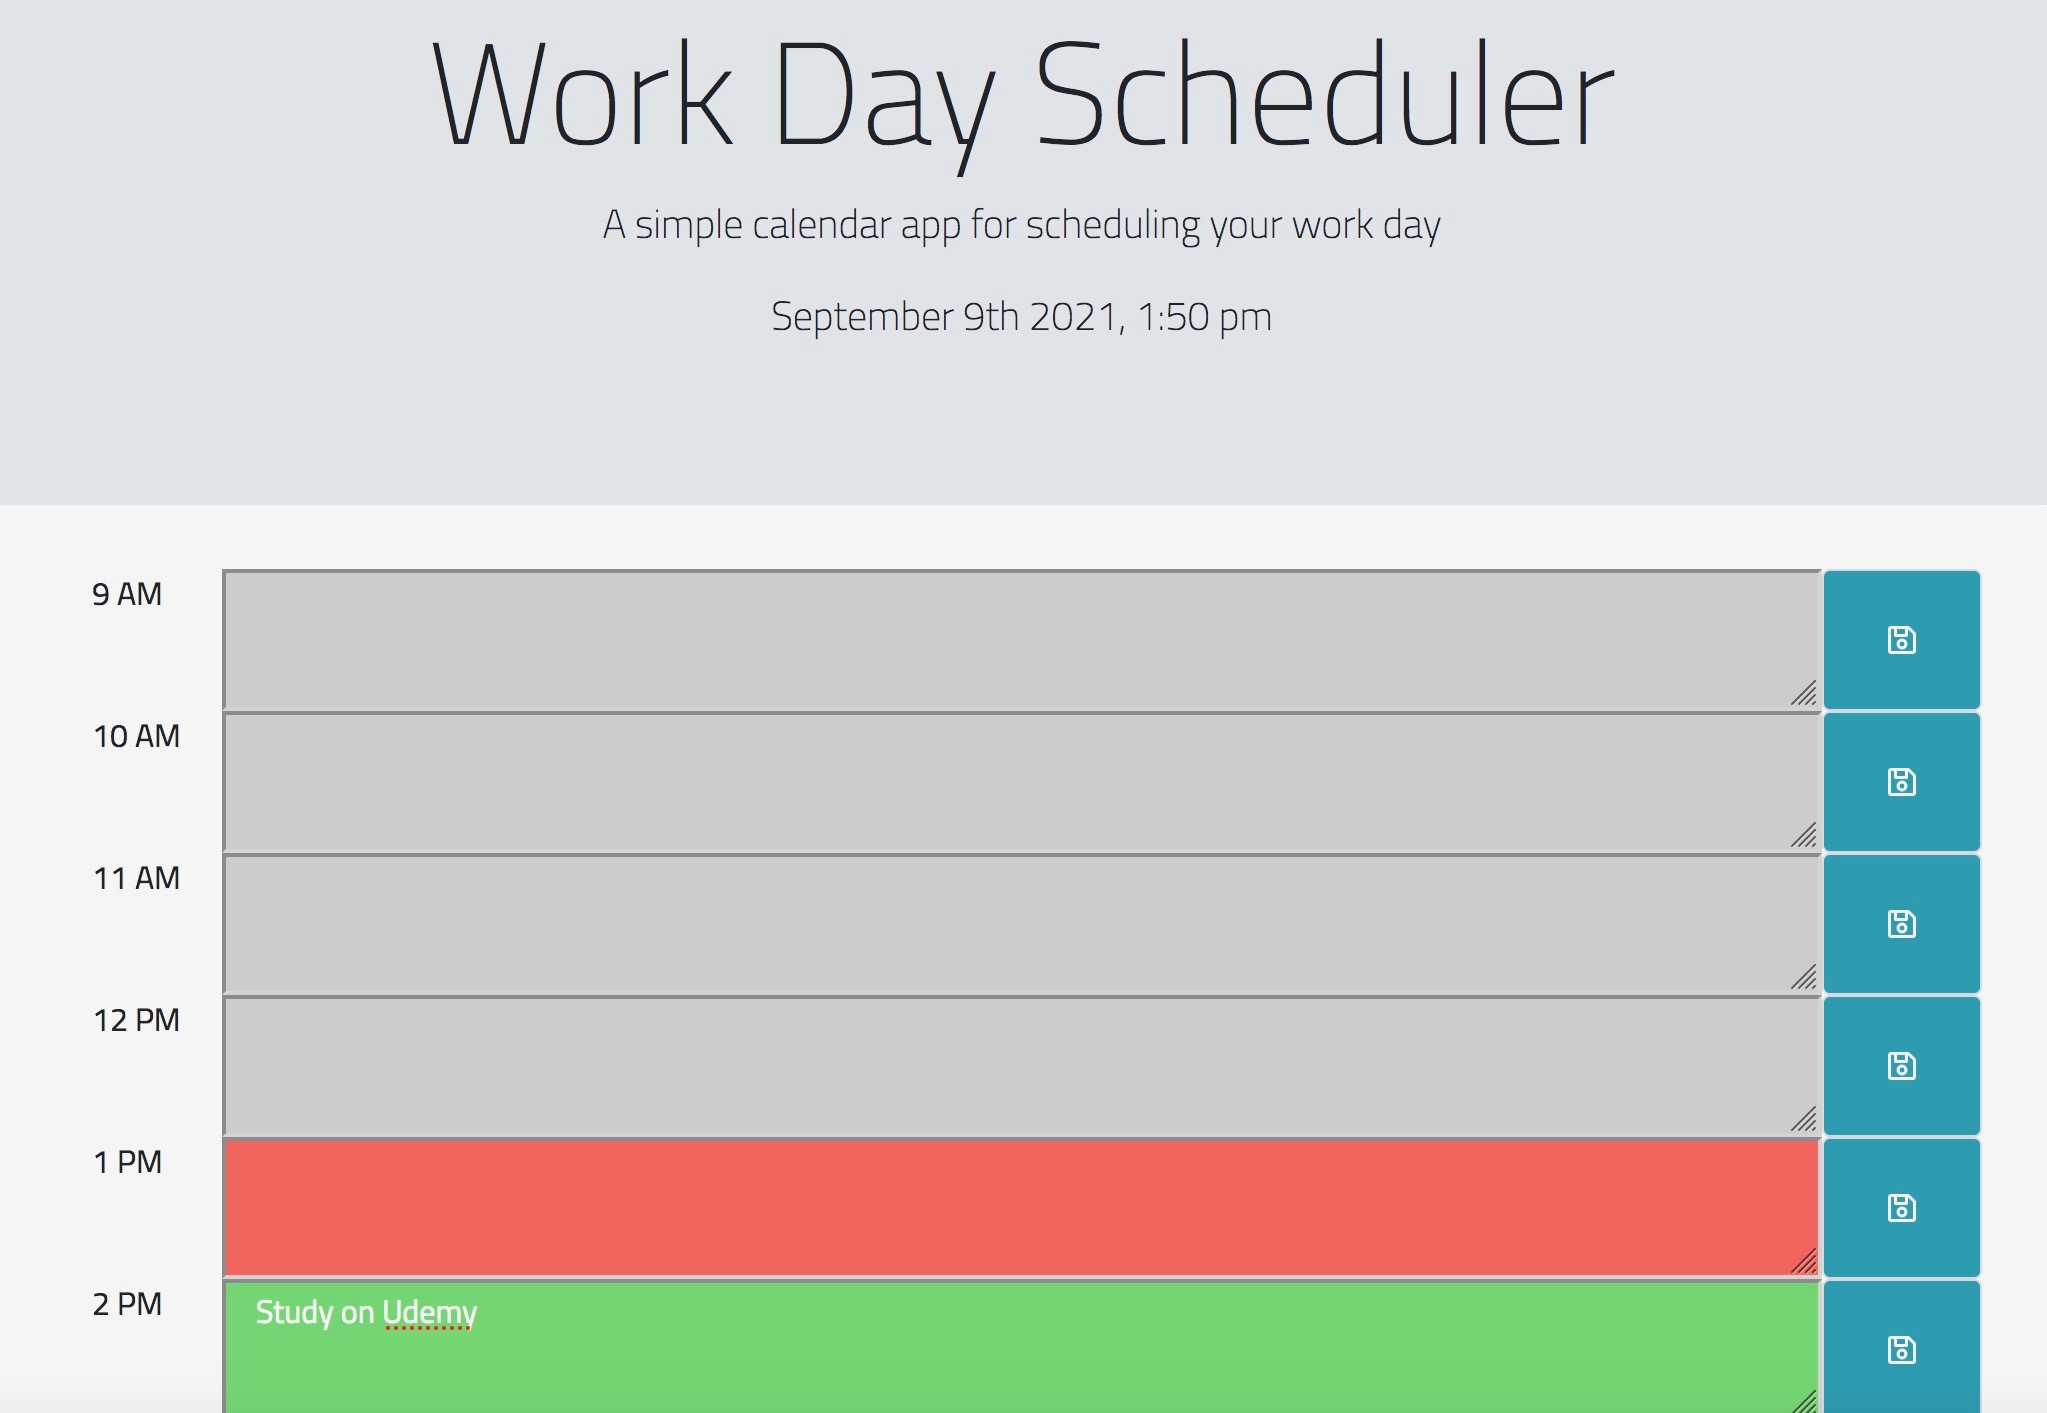 Work Day Scheduler
A simple calendar app for scheduling your work day
September 9th 2021, 1:50 pm
9 AM
10 AM
11 AM
12 PM
1 PM
2 PM
Study on Udemy